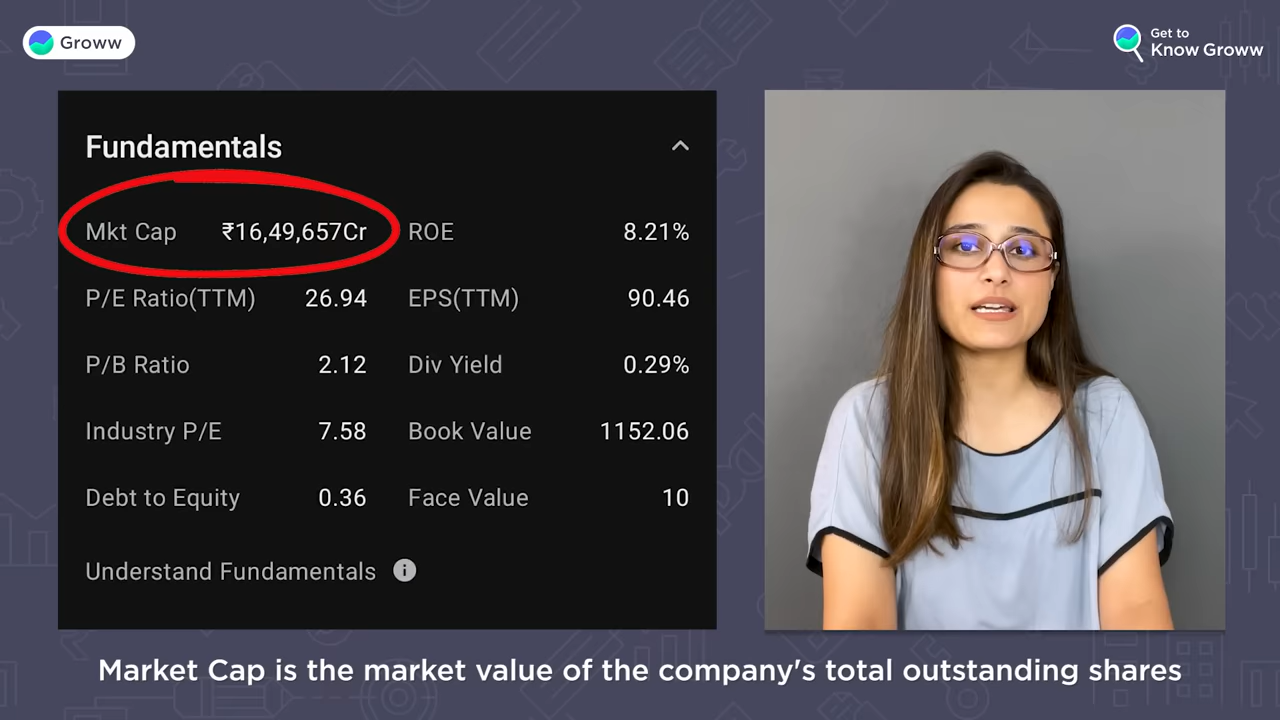 Groww
Get to
Know Groww
Fundamentals
Mkt Cap ₹16,49,657Cr ROE 8.21%
P/E Ratio(TTM) 26.94 EPS(TTM) 90.46
P/B Ratio 2.12 Div Yield 0.29%
Industry P/E 7.58 Book Value 1152.06
Debt to Equity 0.36 Face Value 10
Understand Fundamentals i
Market Cap is the market value of the company's total outstanding shares